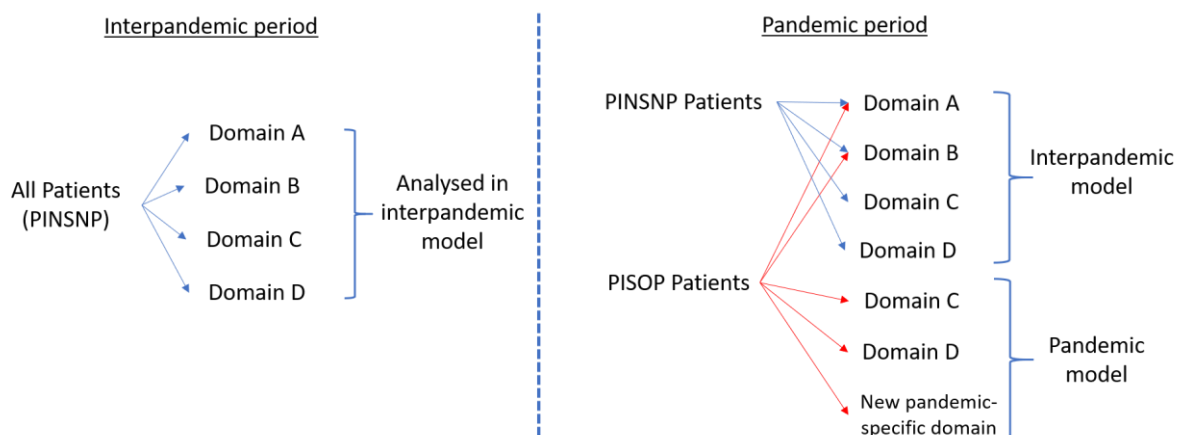 Interpandemic period
All Patients
(PINSNP)
Domain A
Domain B
Domain C
Domain D
Analysed in
interpandemic
model
Pandemic period
PINSNP Patients
PISOP Patients
Domain A
Domain B
Domain C
Domain D
Interpandemic
model
Domain C
Domain D
New pandemic-
specific domain
Pandemic
model